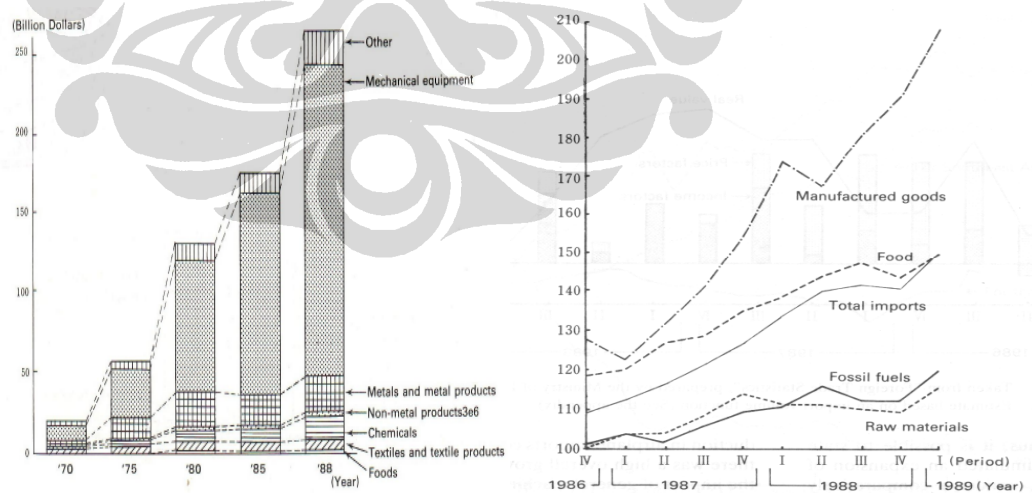 (Billion Dollars)
250
200
150
100
50
0
'70 '75 '80 '85 '88
(Year)
Other
Mechanical equipment
Metals and metal products
Non-metal products3e6
Chemicals
Textiles and textile products
Foods
210
200
190
180
170
160
150
140
130
120
110
100
Manufactured goods
Food
Total imports
Fossil fuels
Raw materials
IV I II III IV I II III IV I (Period)
1986 1987 1988 1989 (Year)